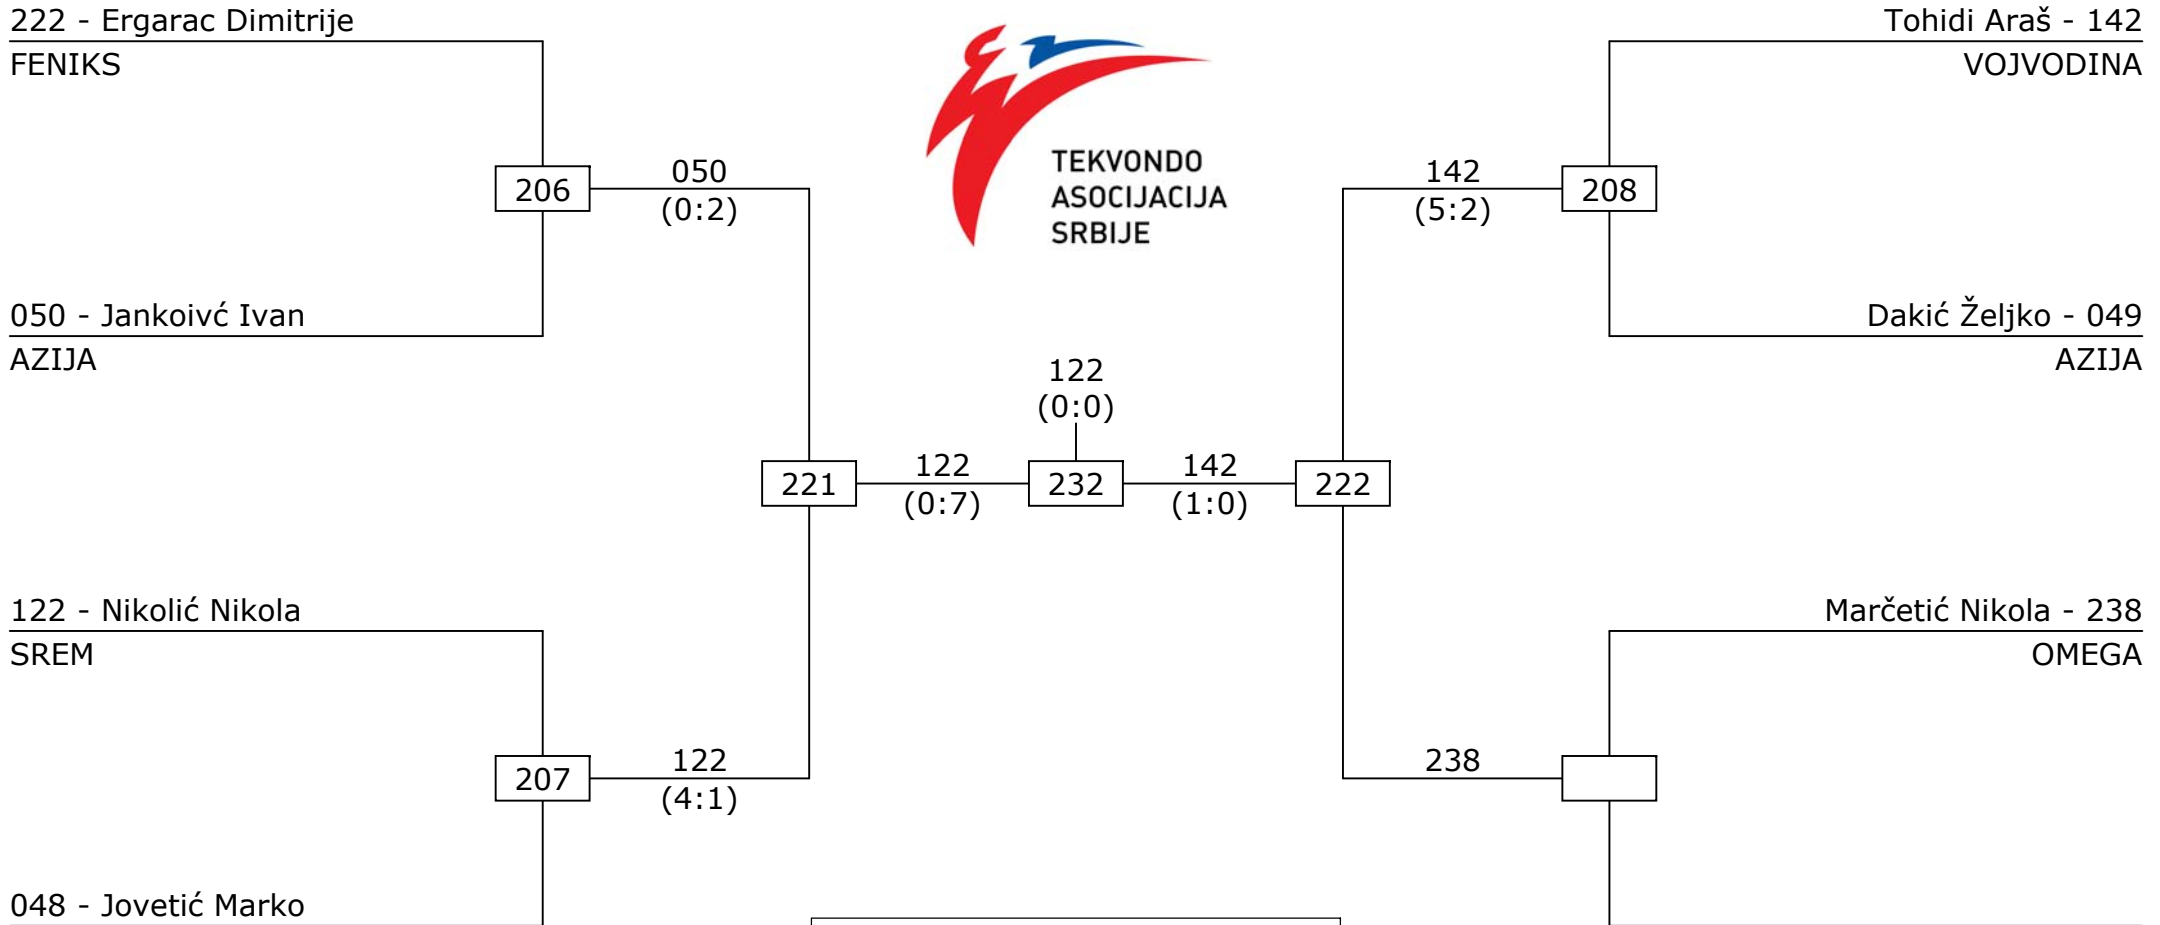 222 - Ergarac Dimitrije
FENIKS
Tohidi Araš - 142
VOJVODINA
TEKVONDO
ASOCIJACIJA
SRBIJE
206
050
(0:2)
142
(5:2)
208
050 - Jankoivć Ivan
AZIJA
Dakić Željko - 049
AZIJA
122
(0:0)
221
122
(0:7)
232
142
(1:0)
222
122 - Nikolić Nikola
SREM
Marčetić Nikola - 238
OMEGA
207
122
(4:1)
238
048 - Jovetić Marko